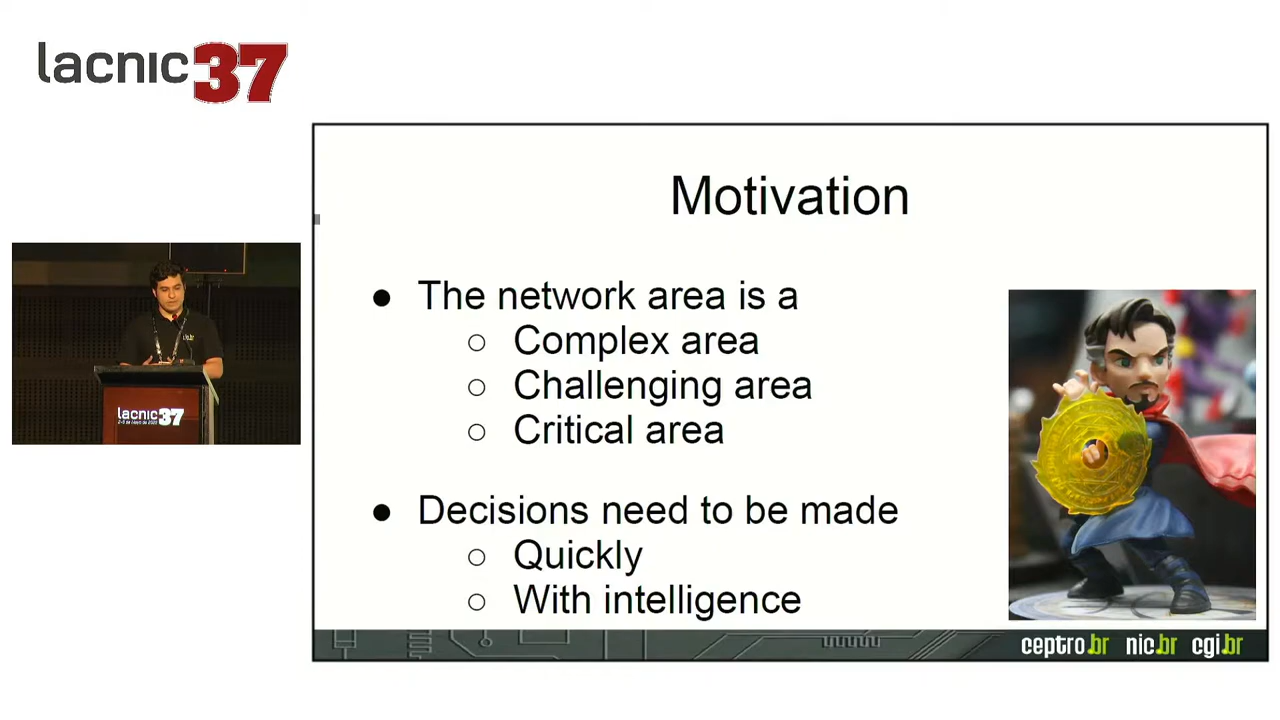 lacnic37
Motivation
● The network area is a
○ Complex area
○ Challenging area
○ Critical area
● Decisions need to be made
○ Quickly
○ With intelligence
lacnic37
ceptro.br nic.br cgi.br